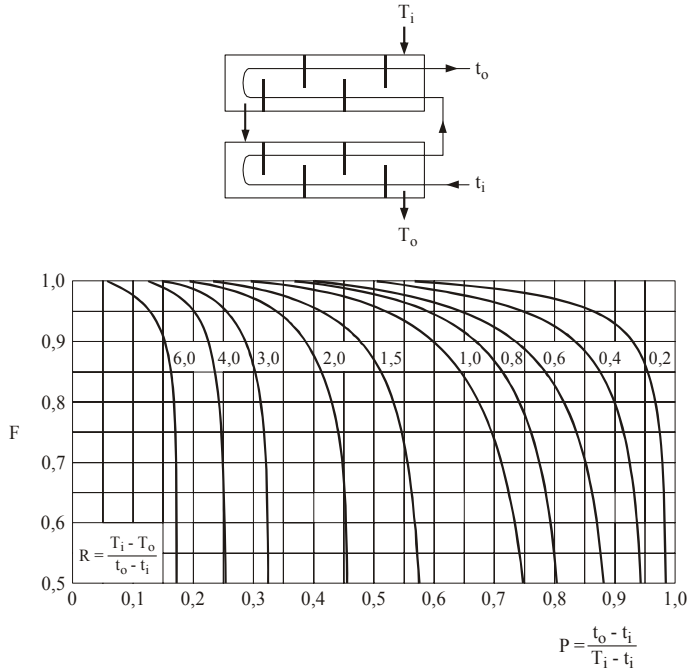 T_i
t_o
t_i
T_o
1,0
0,9
0,8
0,7
0,6
0,5
F
6,0 4,0 3,0 2,0 1,5 1,0 0,8 0,6 0,4 0,2
R = (T_i - T_o) / (t_o - t_i)
0 0,1 0,2 0,3 0,4 0,5 0,6 0,7 0,8 0,9 1,0
P = (t_o - t_i) / (T_i - t_i)